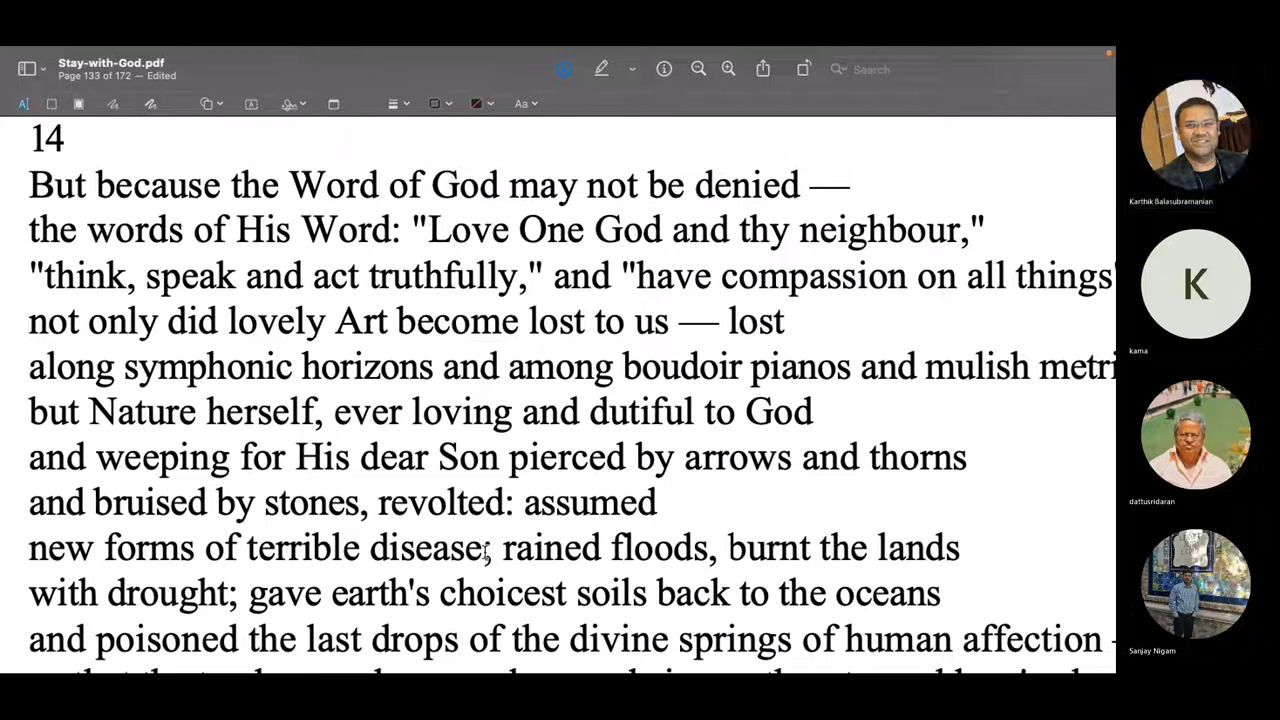 Stay-with-God.pdf
Page 133 of 172 — Edited
Search
Aa
14
But because the Word of God may not be denied —
the words of His Word: "Love One God and thy neighbour,"
"think, speak and act truthfully," and "have compassion on all things"
not only did lovely Art become lost to us — lost
along symphonic horizons and among boudoir pianos and mulish metri
but Nature herself, ever loving and dutiful to God
and weeping for His dear Son pierced by arrows and thorns
and bruised by stones, revolted: assumed
new forms of terrible disease; rained floods, burnt the lands
with drought; gave earth's choicest soils back to the oceans
and poisoned the last drops of the divine springs of human affection -
Karthik Balasubramanian
K
kama
dattusridaran
Sanjay Nigam